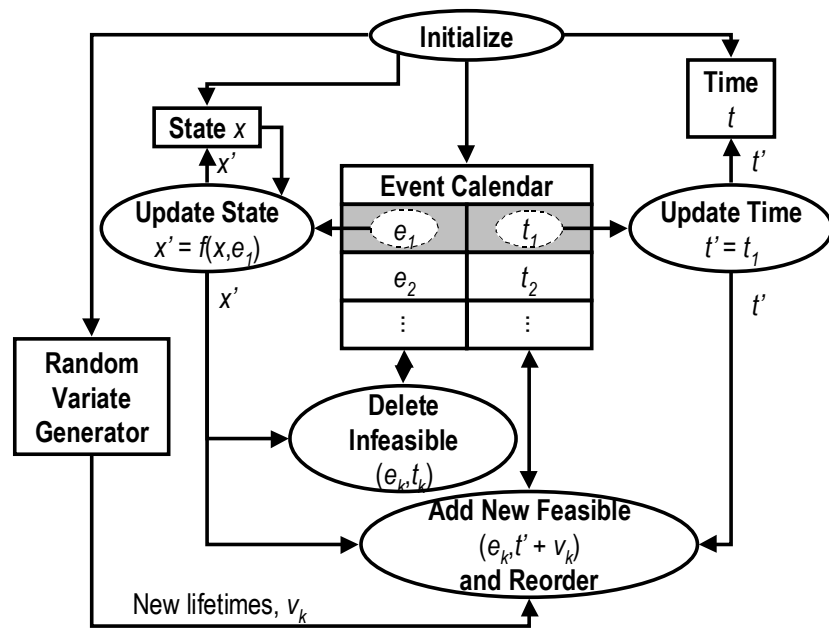 Initialize
Time
t
State x
x'
t'
Event Calendar
Update State
x' = f(x,e1)
e1
t1
Update Time
t' = t1
e2
t2
x'
t'
⋮
⋮
Random
Variate
Generator
Delete
Infeasible
(ek,tk)
Add New Feasible
(ek,t' + vk)
and Reorder
New lifetimes, vk